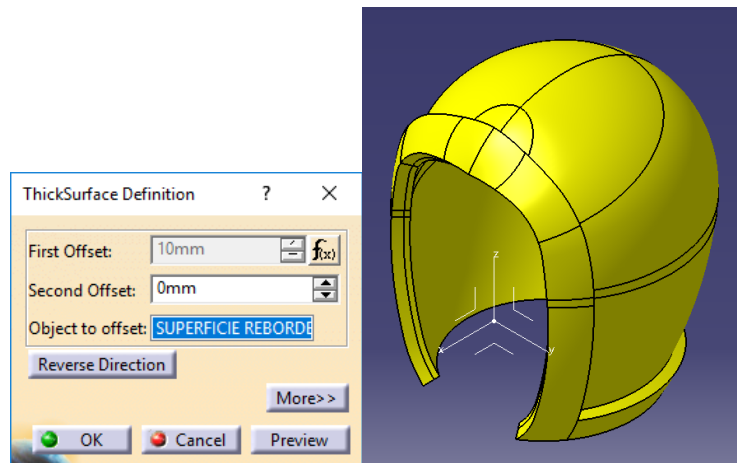 ThickSurface Definition ? ×
First Offset: 10mm f(x)
Second Offset: 0mm
Object to offset: SUPERFICIE REBORDE
Reverse Direction
More>>
OK Cancel Preview
z
x y